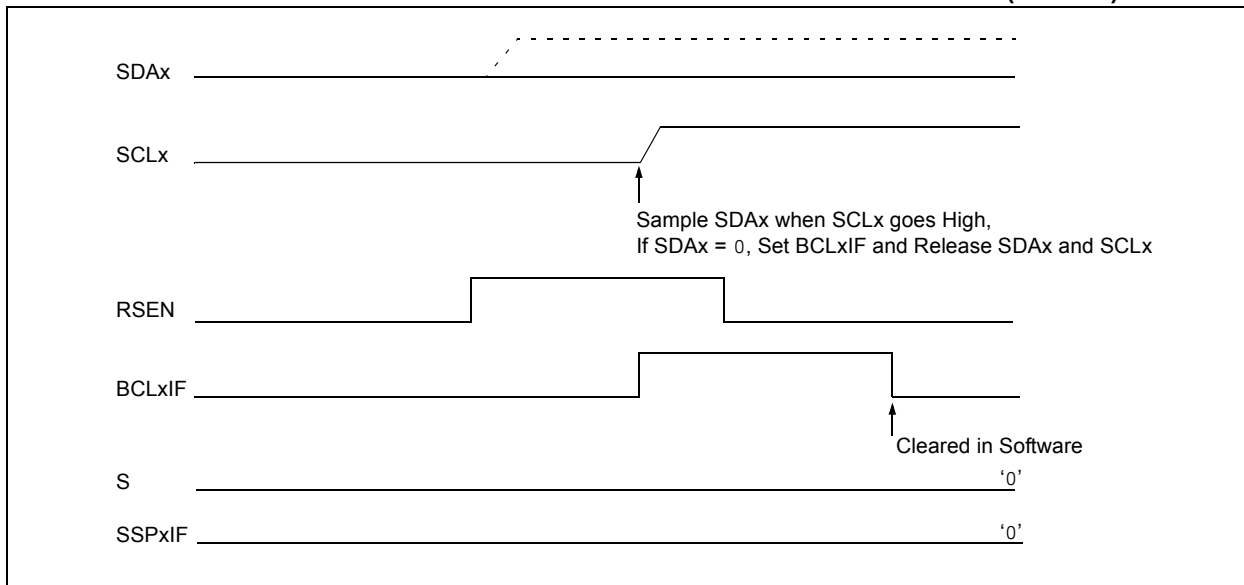 SDAx
SCLx
Sample SDAx when SCLx goes High,
If SDAx = 0, Set BCLxIF and Release SDAx and SCLx
RSEN
BCLxIF
Cleared in Software
S
‘0’
SSPxIF
‘0’